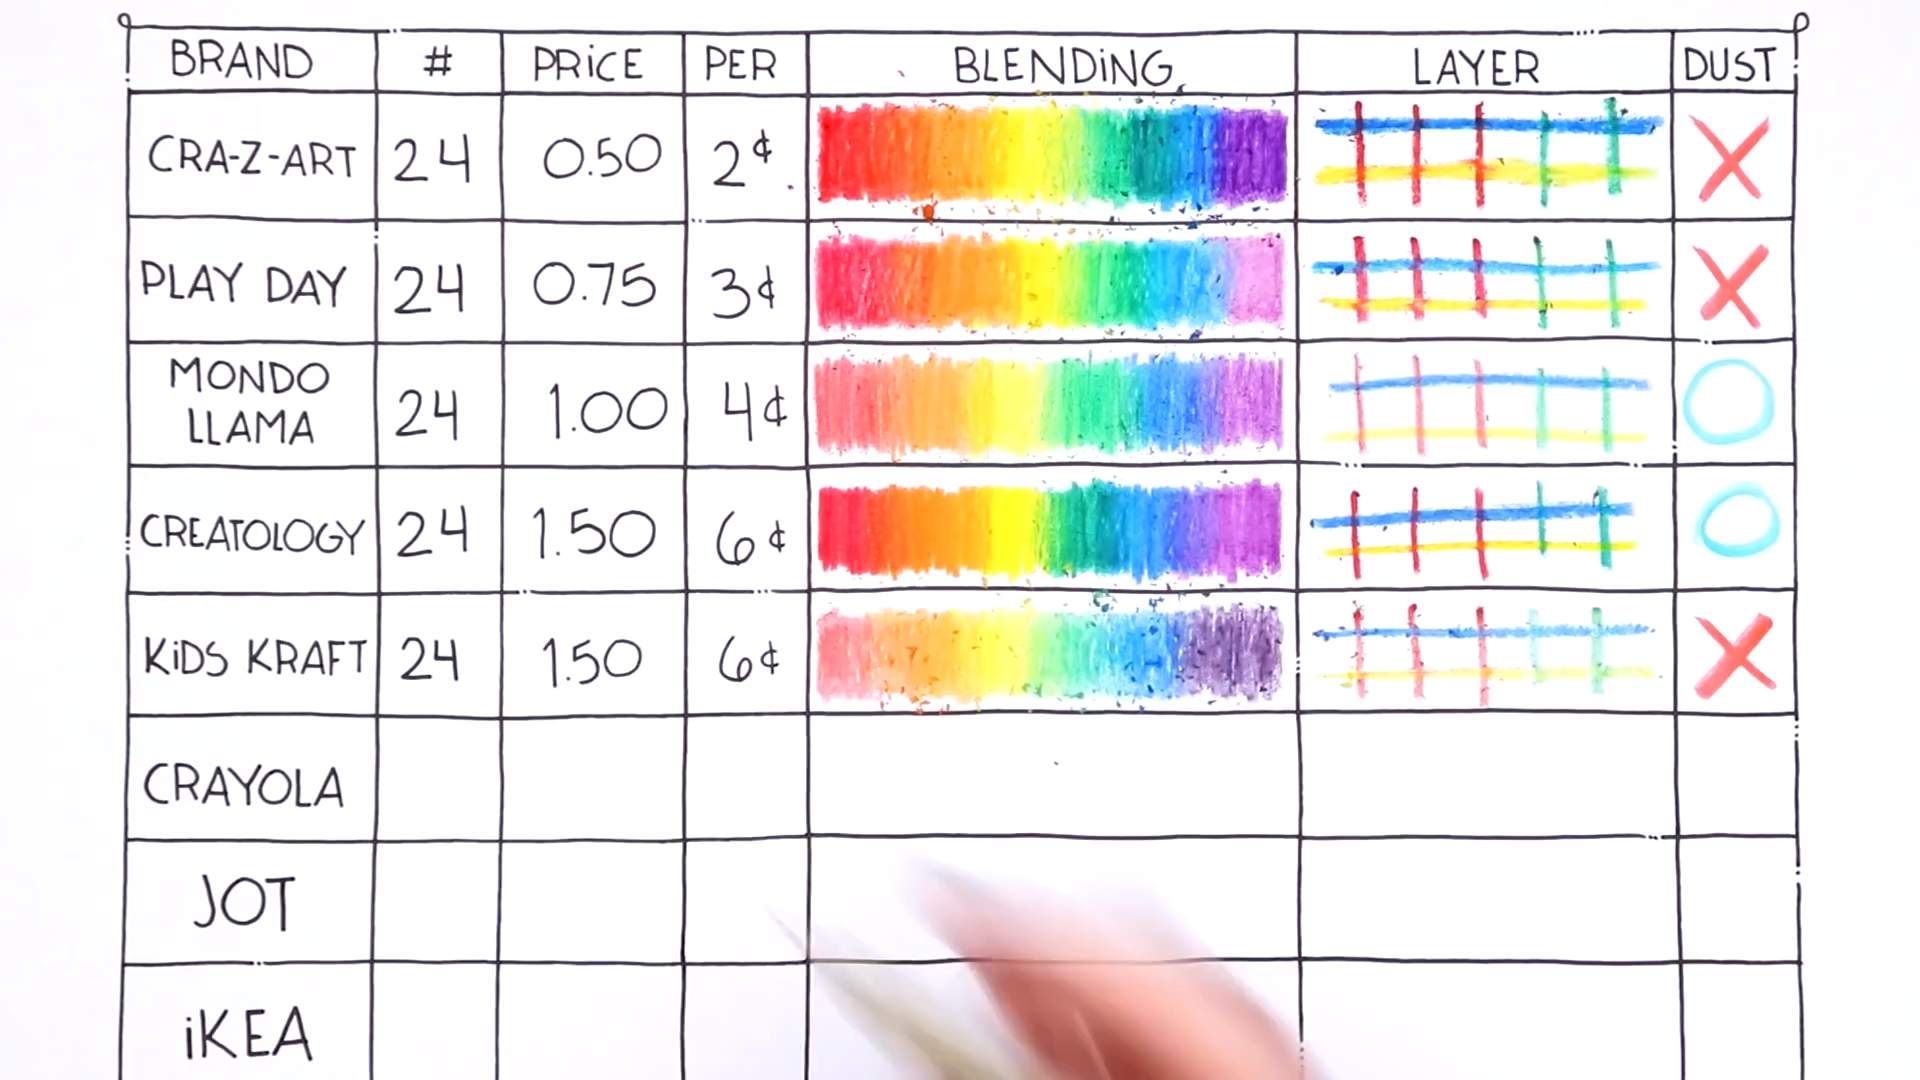 BRAND # PRiCE PER BLENDiNG LAYER DUST
CRA-Z-ART 24 0.50 2¢
PLAY DAY 24 0.75 3¢
MONDO
LLAMA 24 1.00 4¢
CREATOLOGY 24 1.50 6¢
KiDS KRAFT 24 1.50 6¢
CRAYOLA
JOT
iKEA